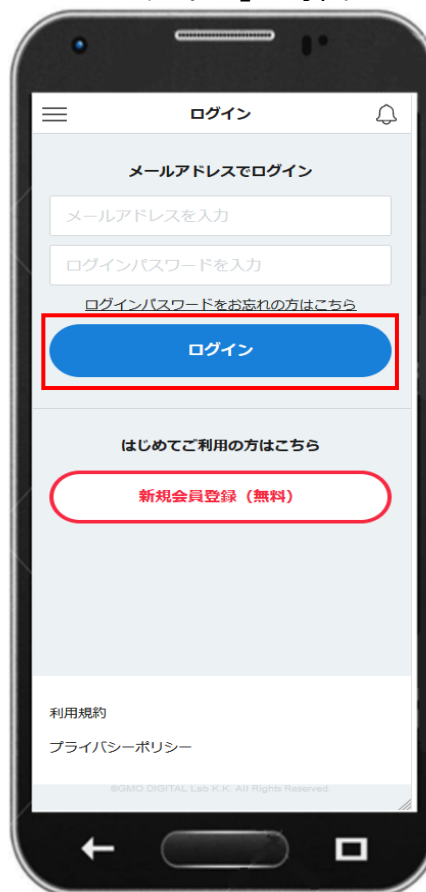 ログイン
メールアドレスでログイン
メールアドレスを入力
ログインパスワードを入力
ログインパスワードをお忘れの方はこちら
ログイン
はじめてご利用の方はこちら
新規会員登録（無料）
利用規約
プライバシーポリシー
©GMO DIGITAL Lab K.K. All Rights Reserved.